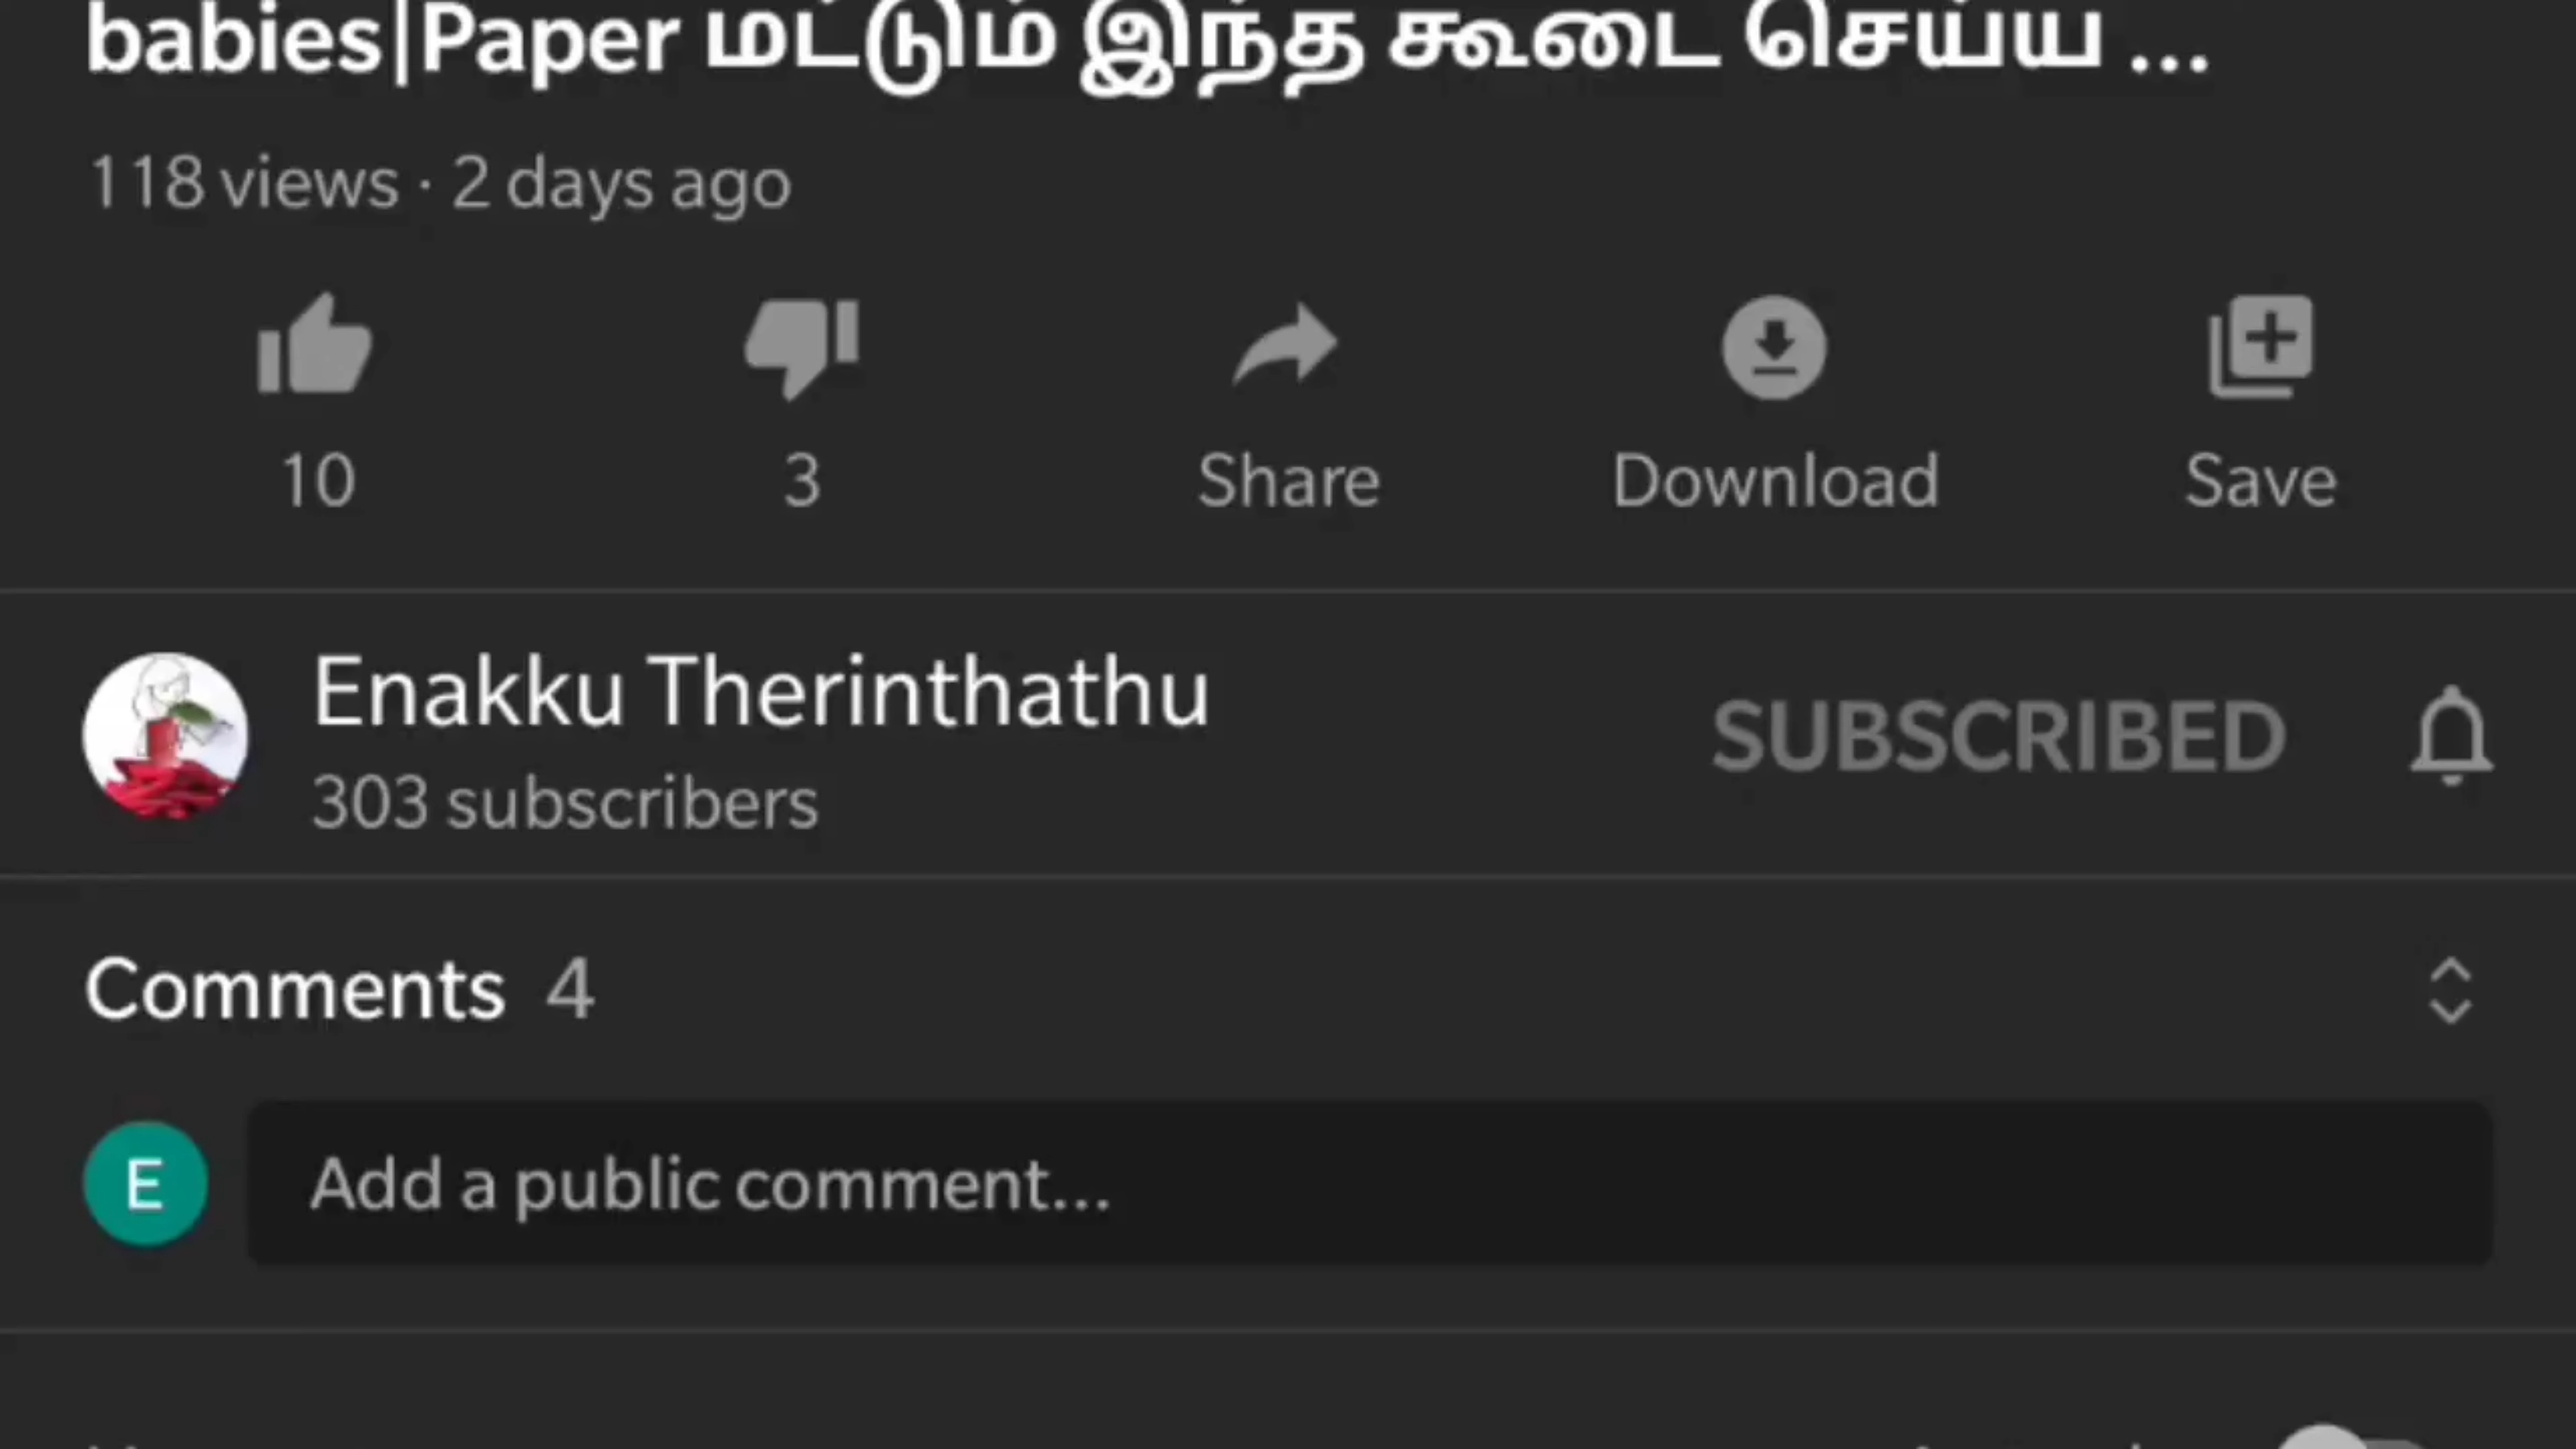 babies|Paper மட்டும் இந்த கூடை செய்ய ...
118 views · 2 days ago
10
3
Share
Download
Save
Enakku Therinthathu
SUBSCRIBED
303 subscribers
Comments 4
E
Add a public comment...